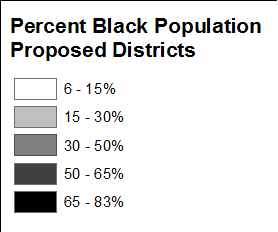 Percent Black Population
Proposed Districts
6 - 15%
15 - 30%
30 - 50%
50 - 65%
65 - 83%